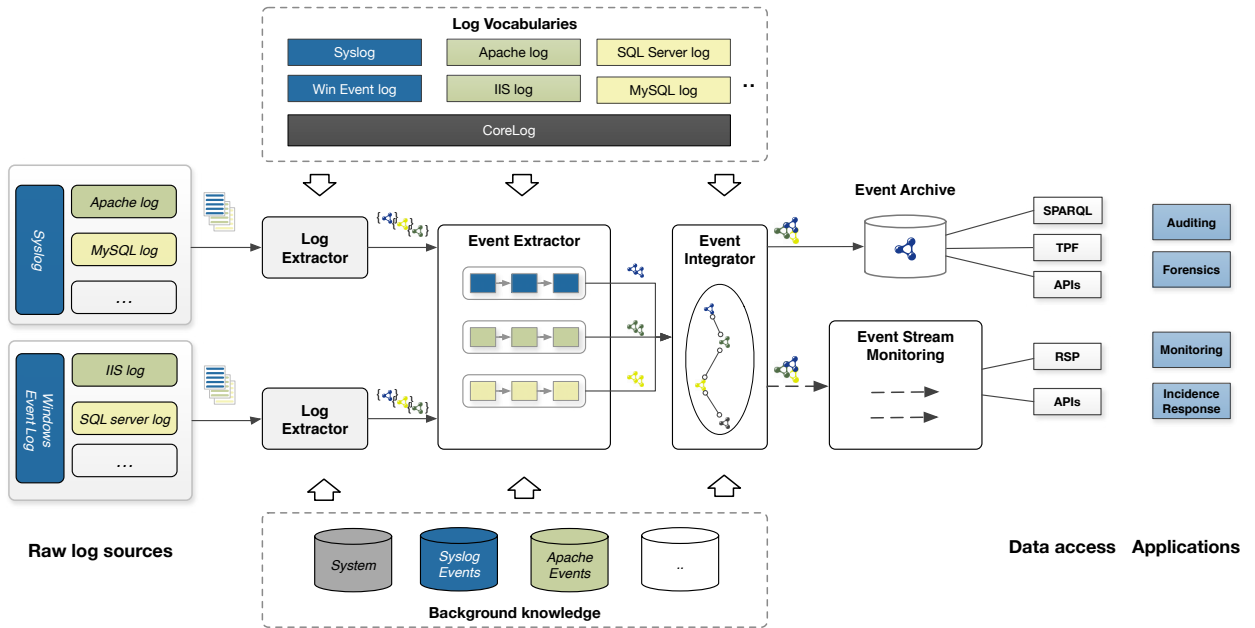 Log Vocabularies
Syslog
Apache log
SQL Server log
Win Event log
IIS log
MySQL log
..
CoreLog
Syslog
Apache log
MySQL log
...
Windows
Event Log
IIS log
SQL server log
...
Raw log sources
Log
Extractor
Log
Extractor
{ }
{ }
{ }
{ }
{ }
{ }
Event Extractor
Event
Integrator
Event Archive
Event Stream
Monitoring
SPARQL
TPF
APIs
RSP
APIs
Data access
Auditing
Forensics
Monitoring
Incidence
Response
Applications
System
Syslog
Events
Apache
Events
..
Background knowledge